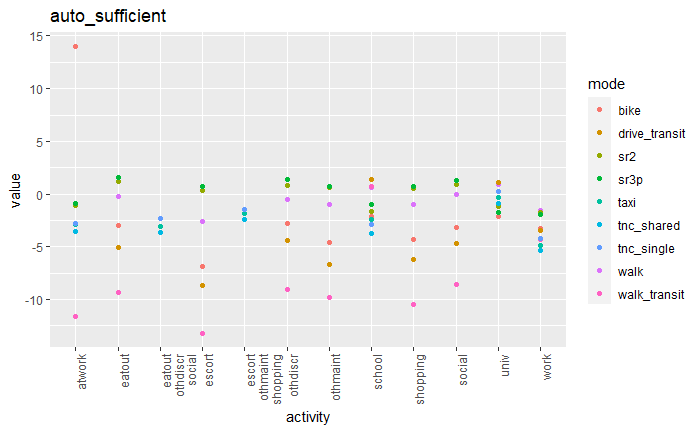 auto_sufficient
15
10
5
0
-5
-10
value
atwork
eatout
eatout
othdiscr
social
escort
escort
othmaint
shopping
othdiscr
othmaint
school
shopping
social
univ
work
activity
mode
bike
drive_transit
sr2
sr3p
taxi
tnc_shared
tnc_single
walk
walk_transit